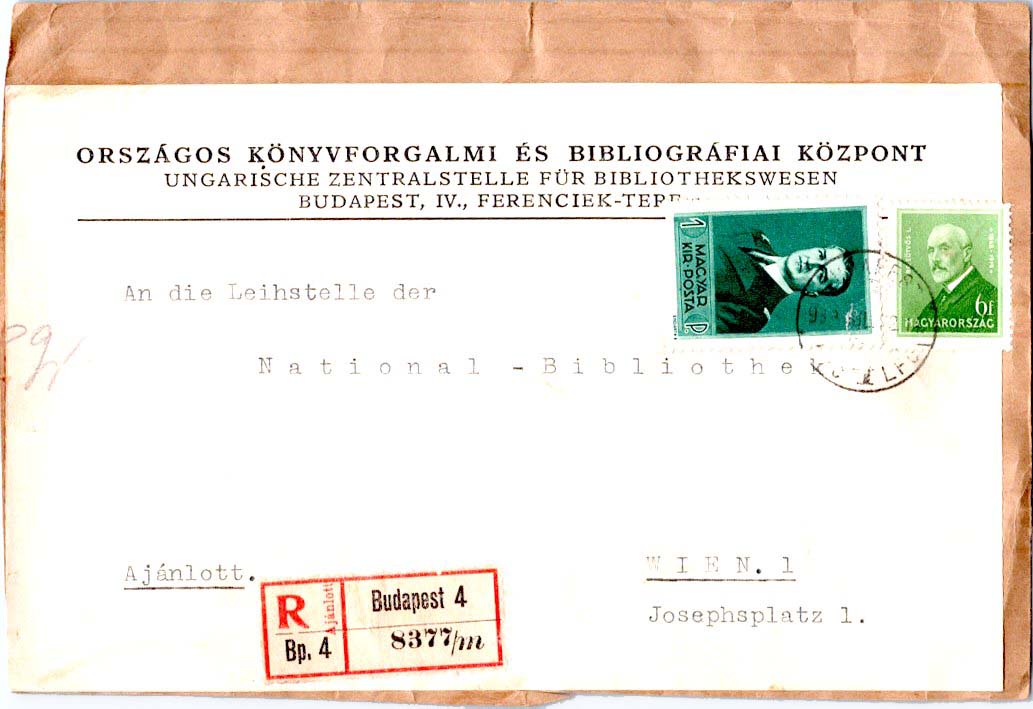 ORSZÁGOS KÖNYVFORGALMI ÉS BIBLIOGRÁFIAI KÖZPONT
UNGARISCHE ZENTRALSTELLE FÜR BIBLIOTHEKSWESEN
BUDAPEST, IV., FERENCIEK-TERE
1 MAGYAR KIR·POSTA P.
6f
MAGYARORSZÁG
An die Leihstelle der
National-Bibliothek
Ajánlott.
WIEN. 1
Josephsplatz 1.
R Ajánlott
Budapest 4
Bp. 4
8377/m